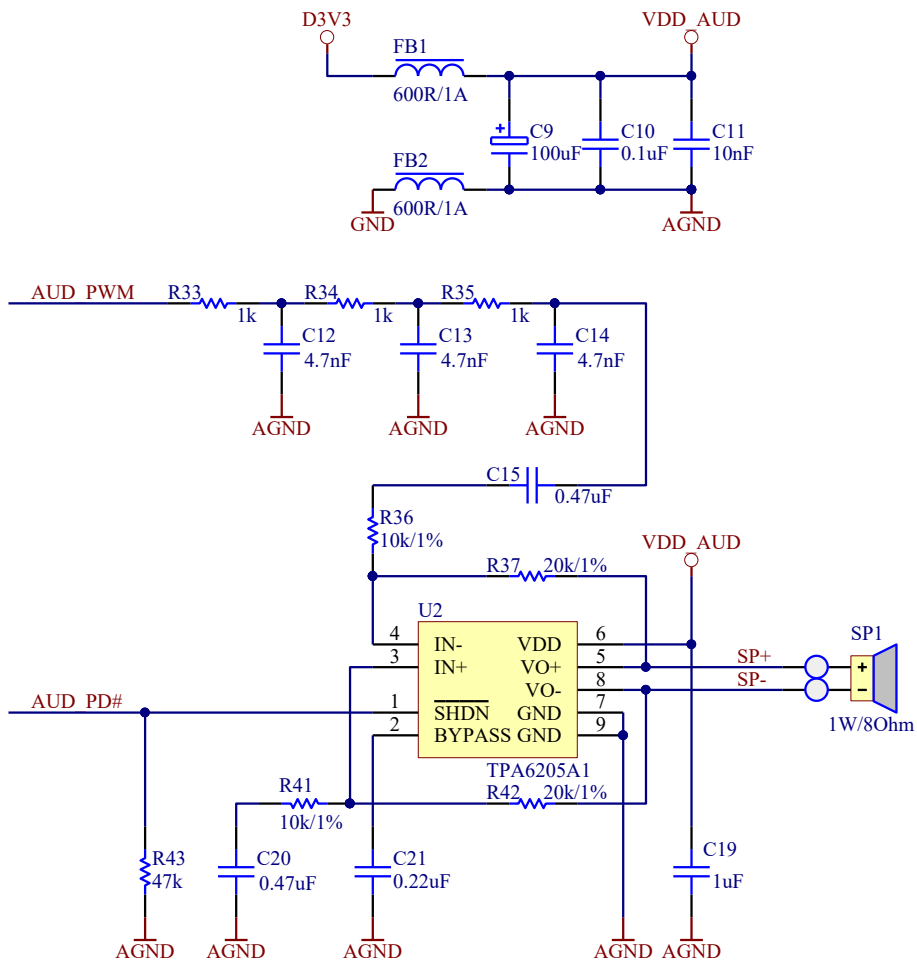 D3V3
VDD_AUD
FB1
600R/1A
C9
100uF
C10
0.1uF
C11
10nF
FB2
600R/1A
GND
AGND
AUD_PWM
R33
1k
R34
1k
R35
1k
C12
4.7nF
C13
4.7nF
C14
4.7nF
AGND
AGND
AGND
C15
0.47uF
R36
10k/1%
R37
20k/1%
VDD_AUD
U2
4
IN-
VDD
6
3
IN+
VO+
5
VO-
8
1
SHDN
GND
7
2
BYPASS
GND
9
TPA6205A1
SP+
SP-
SP1
1W/8Ohm
AUD_PD#
R41
10k/1%
R42
20k/1%
R43
47k
C20
0.47uF
C21
0.22uF
C19
1uF
AGND
AGND
AGND
AGND
AGND